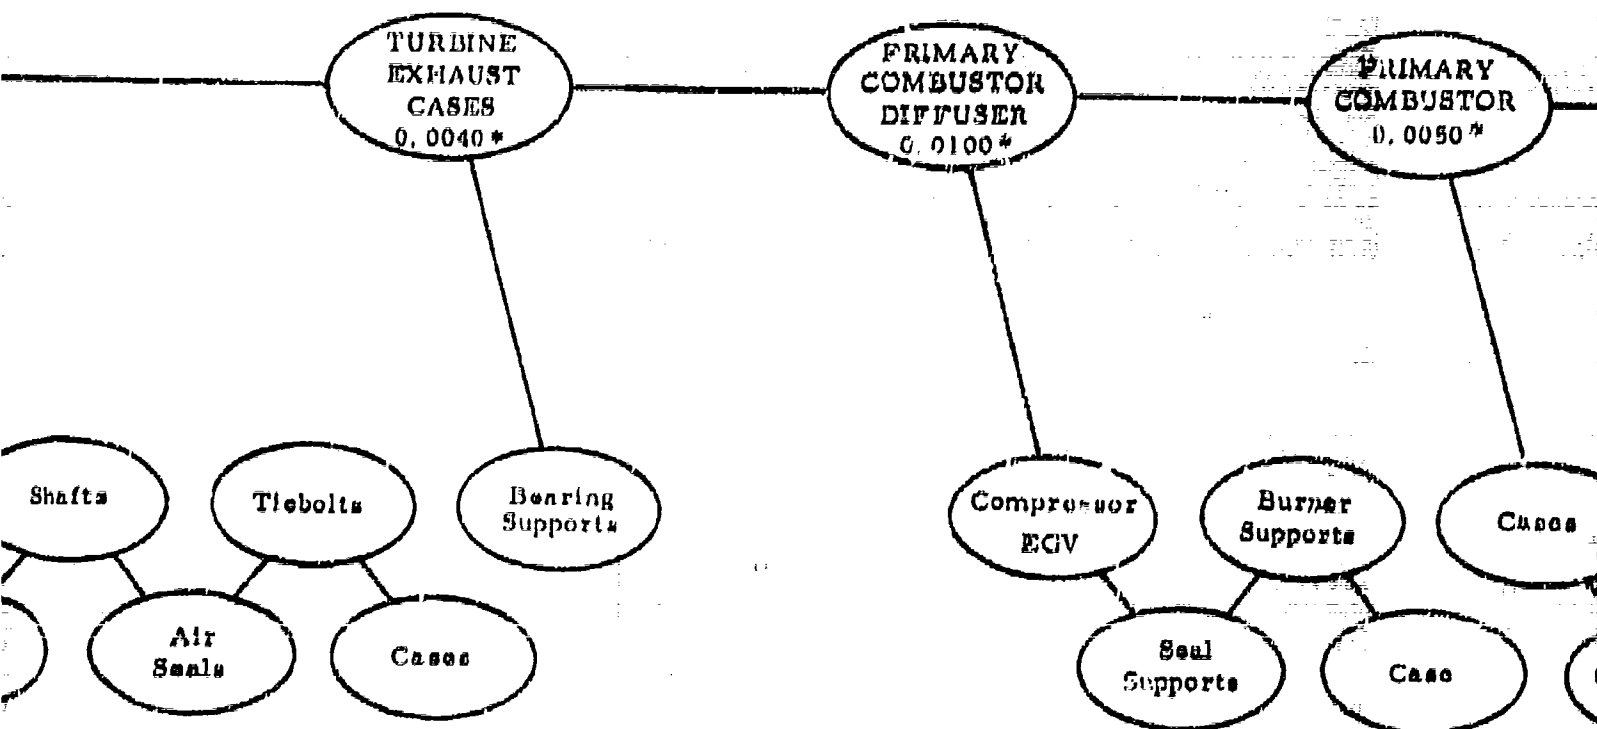 TURBINE
EXHAUST
CASES
0.0040*
PRIMARY
COMBUSTOR
DIFFUSER
0.0100*
PRIMARY
COMBUSTOR
0.0050*
Shafts
Tiebolts
Bearing
Supports
Compressor
EGV
Burner
Supports
Cases
Air
Seals
Cases
Seal
Supports
Case